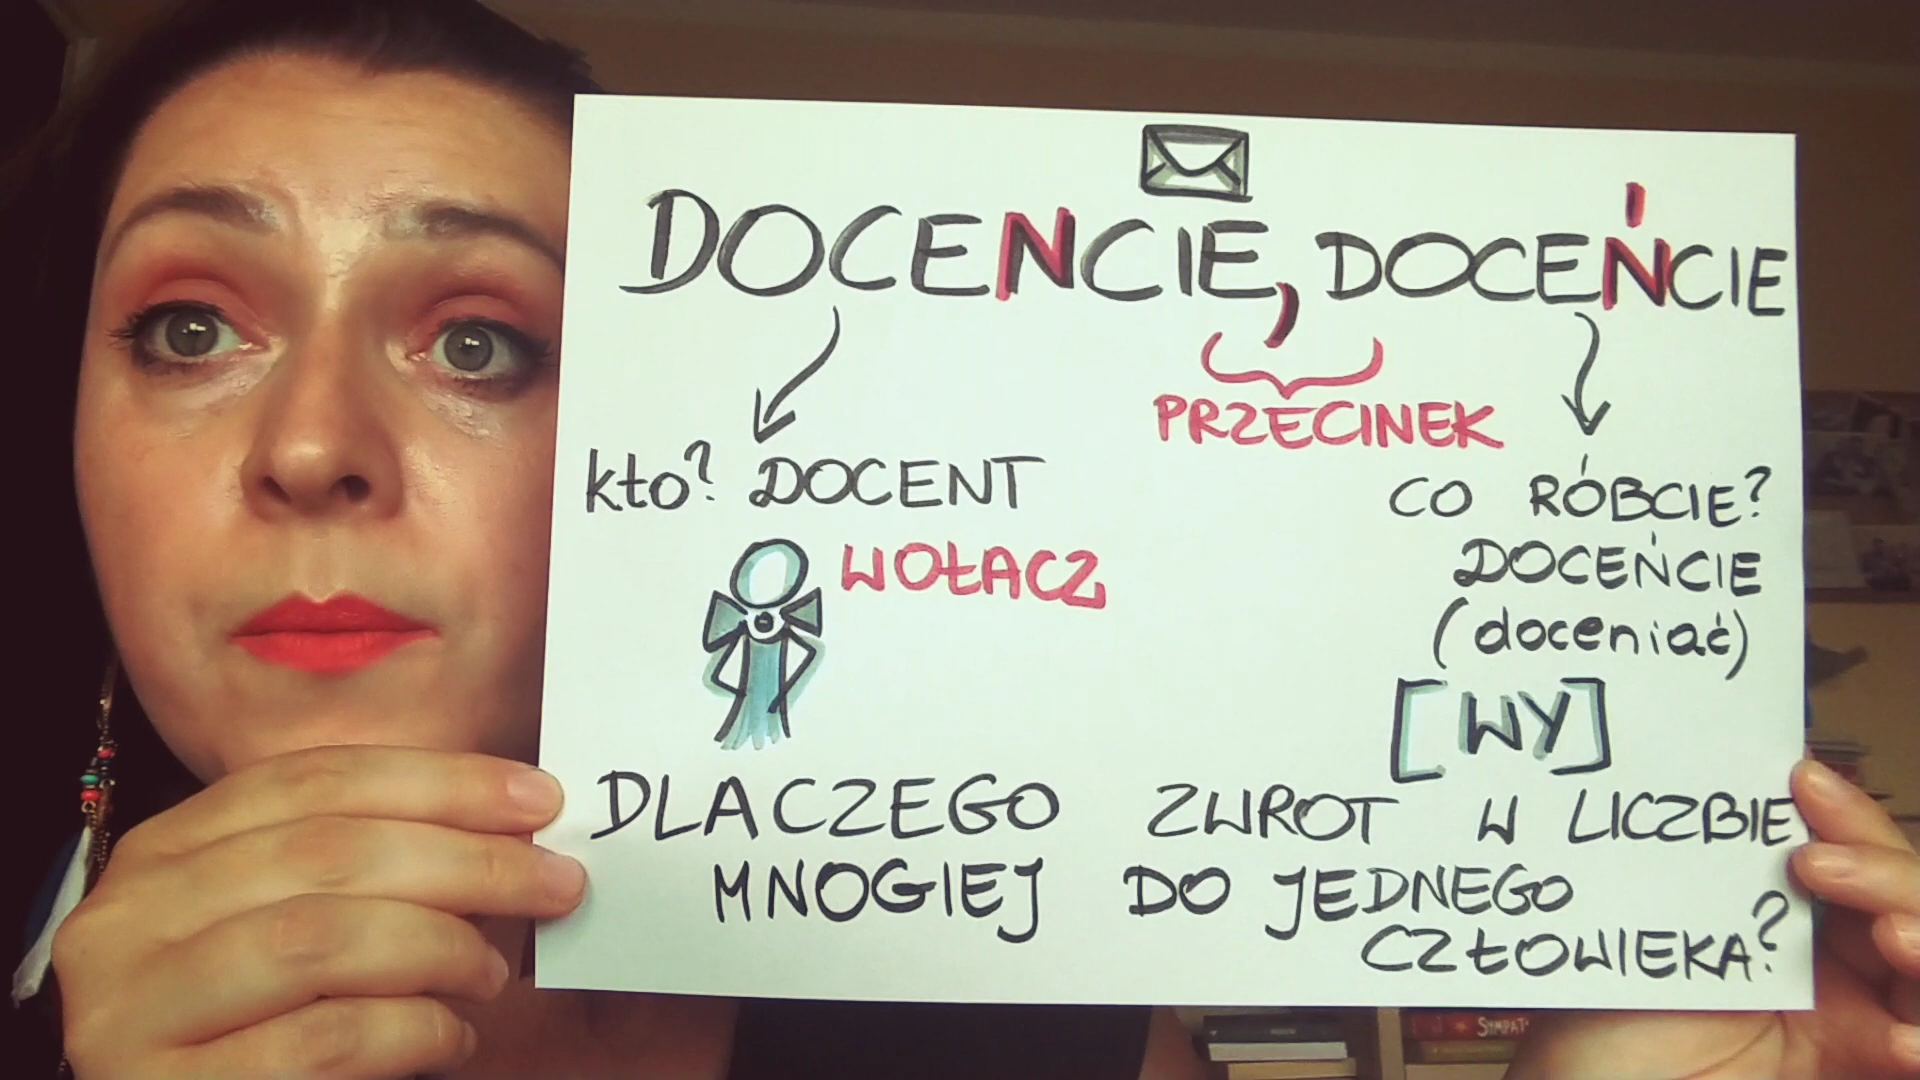 DOCENCIE, DOCEŃCIE
PRZECINEK
kto? DOCENT
WOŁACZ
CO RÓBCIE?
DOCEŃCIE
(doceniać)
[WY]
DLACZEGO ZWROT W LICZBIE
MNOGIEJ DO JEDNEGO
CZŁOWIEKA?